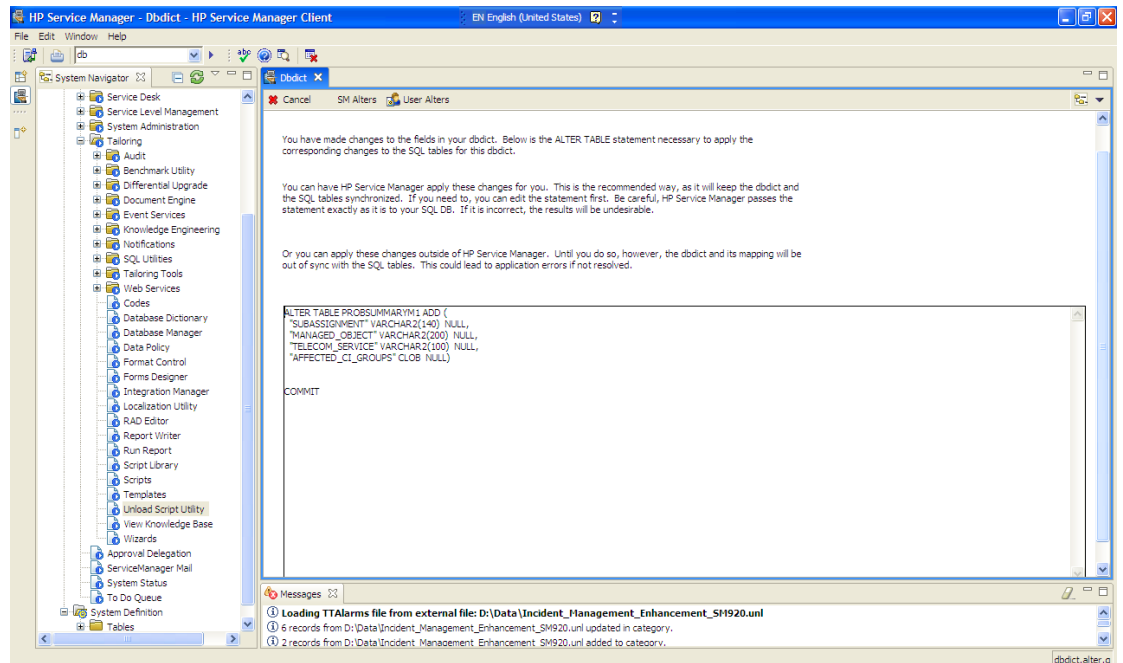 HP Service Manager - Dbdict - HP Service Manager Client
EN English (United States)
File Edit Window Help
db
abc
System Navigator
Service Desk
Service Level Management
System Administration
Tailoring
Audit
Benchmark Utility
Differential Upgrade
Document Engine
Event Services
Knowledge Engineering
Notifications
SQL Utilities
Tailoring Tools
Web Services
Codes
Database Dictionary
Database Manager
Data Policy
Format Control
Forms Designer
Integration Manager
Localization Utility
RAD Editor
Report Writer
Run Report
Script Library
Scripts
Templates
Unload Script Utility
View Knowledge Base
Wizards
Approval Delegation
ServiceManager Mail
System Status
To Do Queue
System Definition
Tables
Dbdict
Cancel SM Alters User Alters
You have made changes to the fields in your dbdict. Below is the ALTER TABLE statement necessary to apply the
corresponding changes to the SQL tables for this dbdict.
You can have HP Service Manager apply these changes for you. This is the recommended way, as it will keep the dbdict and
the SQL tables synchronized. If you need to, you can edit the statement first. Be careful, HP Service Manager passes the
statement exactly as it is to your SQL DB. If it is incorrect, the results will be undesirable.
Or you can apply these changes outside of HP Service Manager. Until you do so, however, the dbdict and its mapping will be
out of sync with the SQL tables. This could lead to application errors if not resolved.
ALTER TABLE PROBSUMMARYM1 ADD (
"SUBASSIGNMENT" VARCHAR2(140) NULL,
"MANAGED_OBJECT" VARCHAR2(200) NULL,
"TELECOM_SERVICE" VARCHAR2(100) NULL,
"AFFECTED_CI_GROUPS" CLOB NULL)
COMMIT
Messages
Loading TTAlarms file from external file: D:\Data\Incident_Management_Enhancement_SM920.unl
6 records from D:\Data\Incident_Management_Enhancement_SM920.unl updated in category.
2 records from D:\Data\Incident_Management_Enhancement_SM920.unl added to category.
dbdict.alter.g